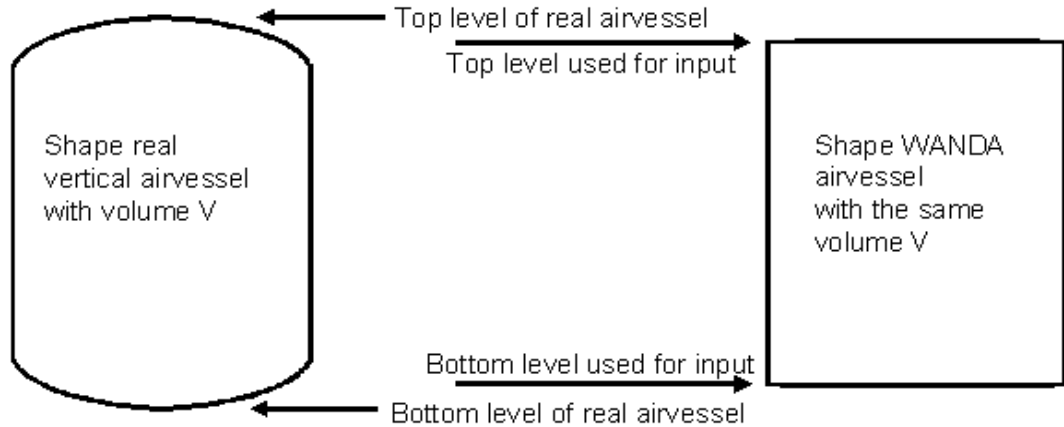 Top level of real airvessel
Top level used for input
Shape real
vertical airvessel
with volume V
Shape WANDA
airvessel
with the same
volume V
Bottom level used for input
Bottom level of real airvessel